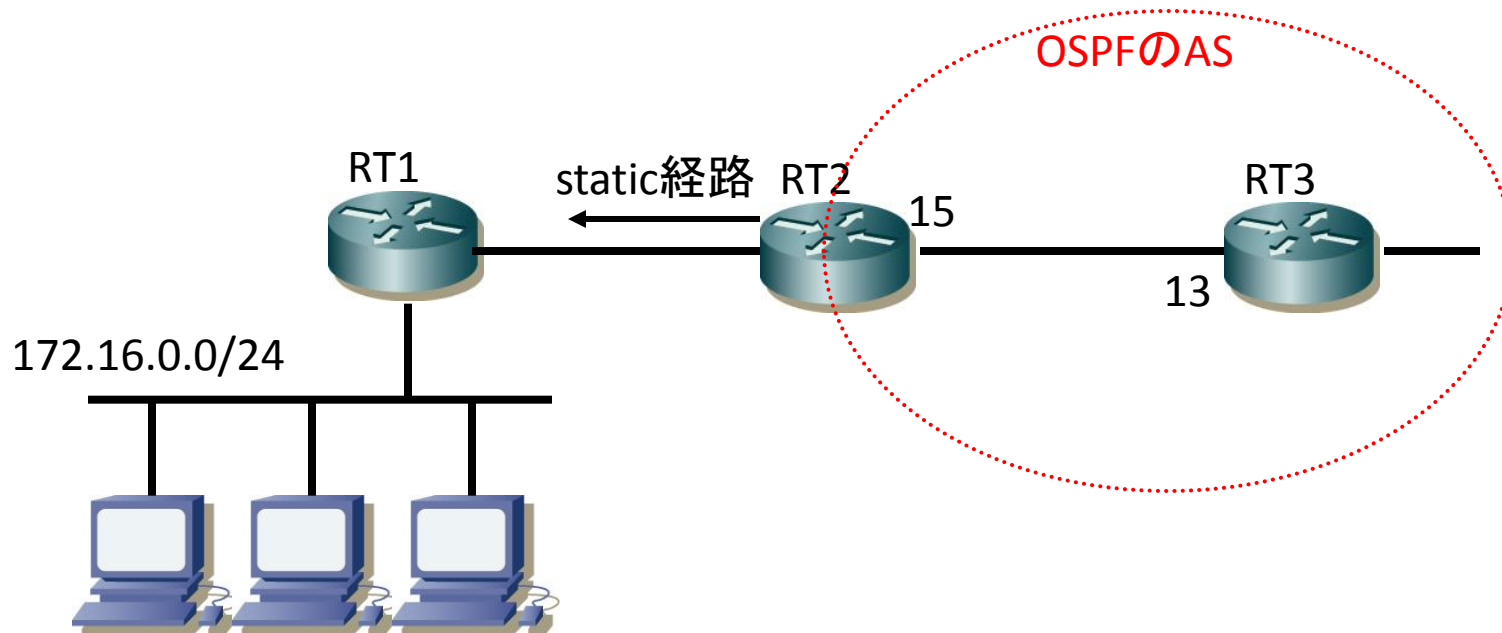 OSPFのAS
RT1
static経路
RT2
RT3
15
13
172.16.0.0/24